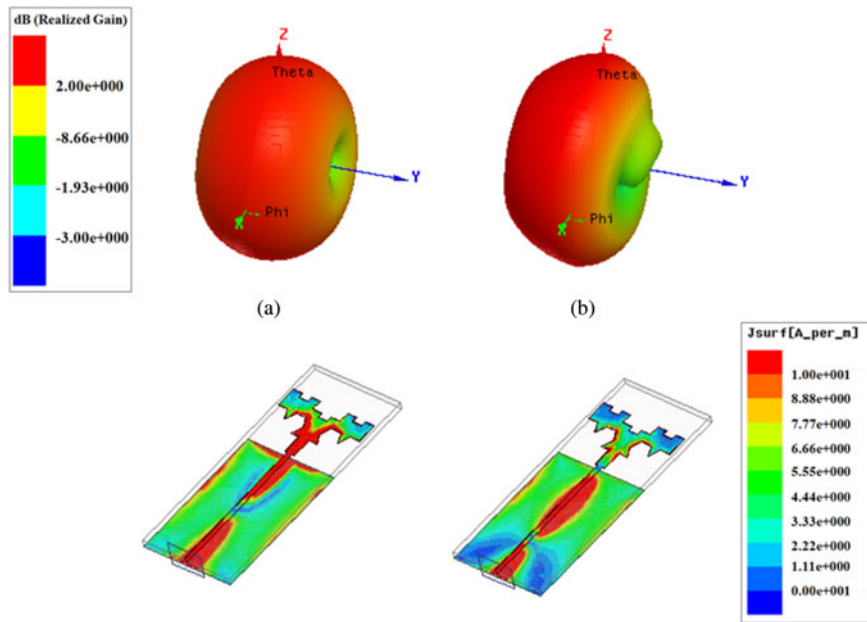 dB (Realized Gain)
2.00e+000
-8.66e+000
-1.93e+000
-3.00e+000
Z
Theta
Y
Phi
X
(a)
Z
Theta
Y
Phi
X
(b)
Jsurf[A_per_m]
1.00e+001
8.88e+000
7.77e+000
6.66e+000
5.55e+000
4.44e+000
3.33e+000
2.22e+000
1.11e+000
0.00e+001